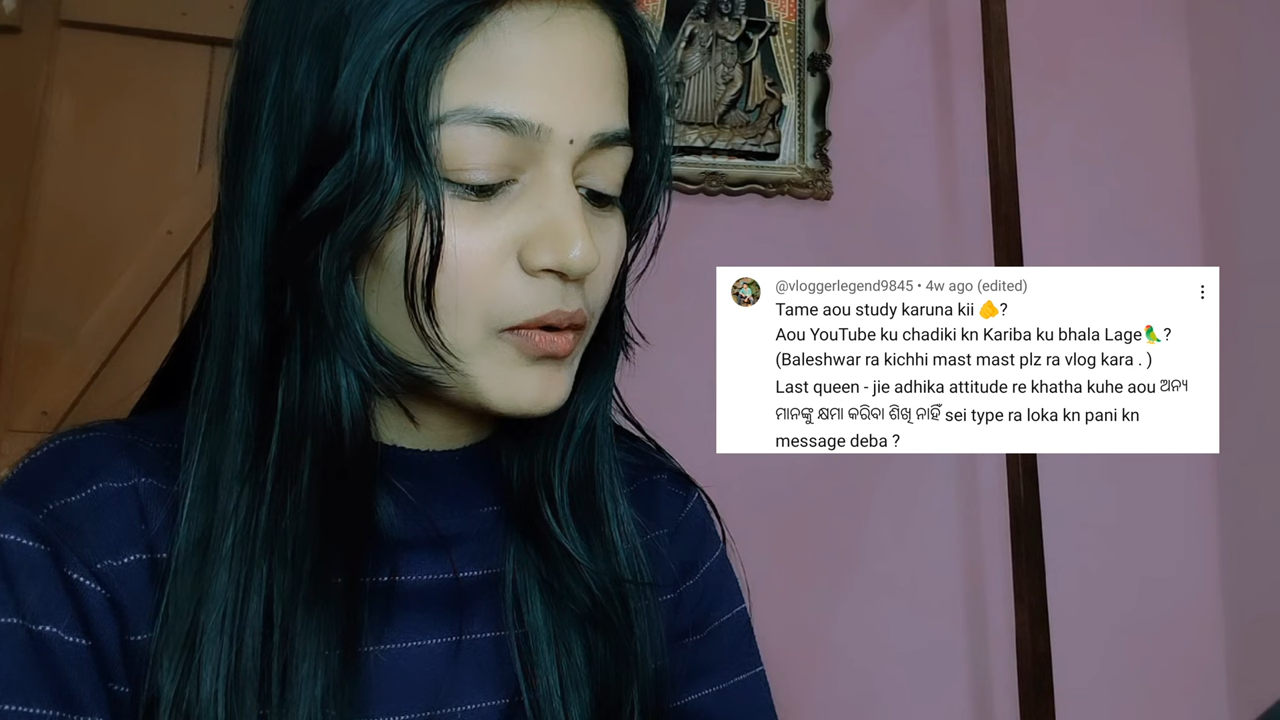 @vloggerlegend9845 • 4w ago (edited)
Tame aou study karuna kii 🫵?
Aou YouTube ku chadiki kn Kariba ku bhala Lage🦜?
(Baleshwar ra kichhi mast mast plz ra vlog kara . )
Last queen - jie adhika attitude re khatha kuhe aou ଅନ୍ୟ
ମାନଙ୍କୁ କ୍ଷମା କରିବା ଶିଖି ନାହିଁ sei type ra loka kn pani kn
message deba ?